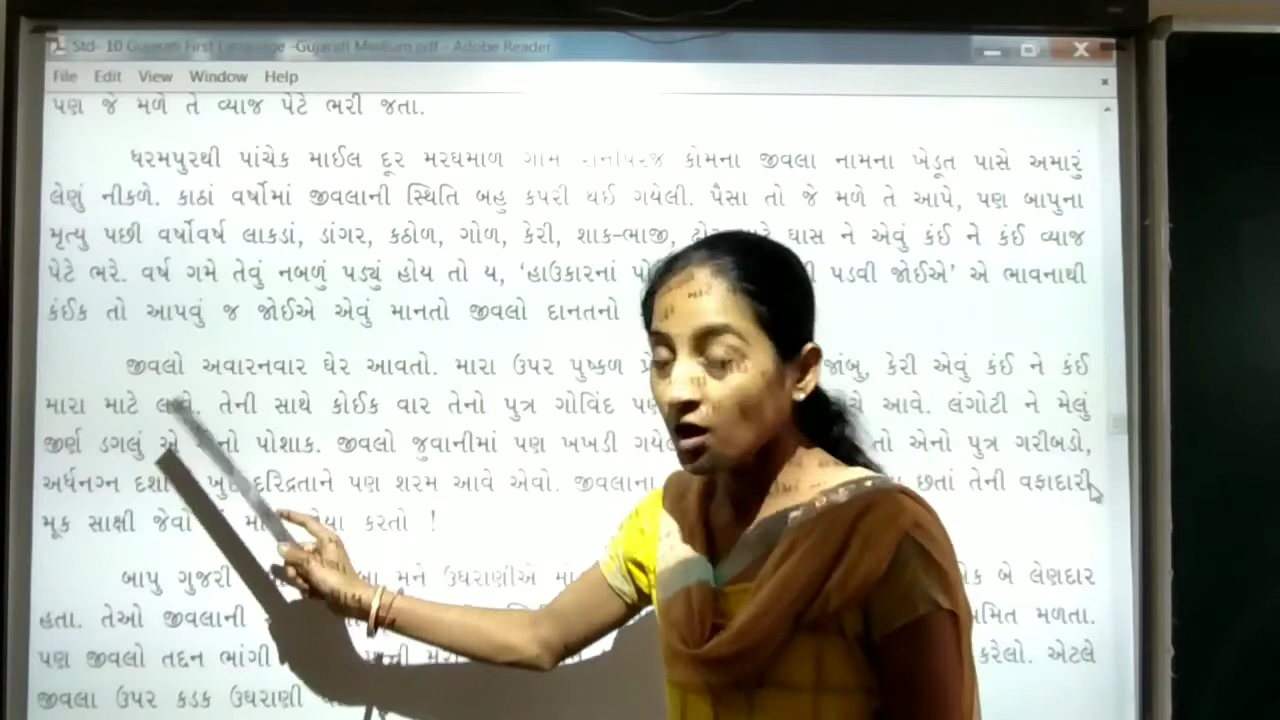 Std- 10 Gujarati First Language -Gujarati Medium.pdf - Adobe Reader
File Edit View Window Help
પણ જે મળે તે વ્યાજ પેટે ભરી જતા.
ધરમપુરથી પાંચેક માઈલ દૂર મરઘમાળ ગામે રાનીપરજ કોમના જીવલા નામના ખેડૂત પાસે અમારું
લેણું નીકળે. કાઠાં વર્ષોમાં જીવલાની સ્થિતિ બહુ કપરી થઈ ગયેલી. પૈસા તો જે મળે તે આપે, પણ બાપુના
મૃત્યુ પછી વર્ષોવર્ષ લાકડાં, ડાંગર, કઠોળ, ગોળ, કેરી, શાક-ભાજી, ઘાસ ને એવું કંઈ ને કંઈ વ્યાજ
પેટે ભરે. વર્ષ ગમે તેવું નબળું પડ્યું હોય તો ય, ‘હાઉકારનાં પડવી જોઈએ’ એ ભાવનાથી
કંઈક તો આપવું જ જોઈએ એવું માનતો જીવલો દાનતનો
જીવલો અવારનવાર ઘેર આવતો. મારા ઉપર પુષ્કળ જાંબુ, કેરી એવું કંઈ ને કંઈ
મારા માટે લાવે. તેની સાથે કોઈક વાર તેનો પુત્ર ગોવિંદ આવે. લંગોટી ને મેલું
જીર્ણ ડગલું એ પોશાક. જીવલો જુવાનીમાં પણ ખખડી તો એનો પુત્ર ગરીબડો,
અર્ધનગ્ન દરિદ્રતાને પણ શરમ આવે એવો. જીવલાના છતાં તેની વફાદારી
મૂક સાક્ષી જેવો કરતો !
બાપુ ગુજરી મને ઉઘરાણીએ બે લેણદાર
હતા. તેઓ જીવલાની મળતા.
પણ જીવલો તદન ભાંગી કરેલો. એટલે
જીવલા ઉપર કડક ઉઘરાણી